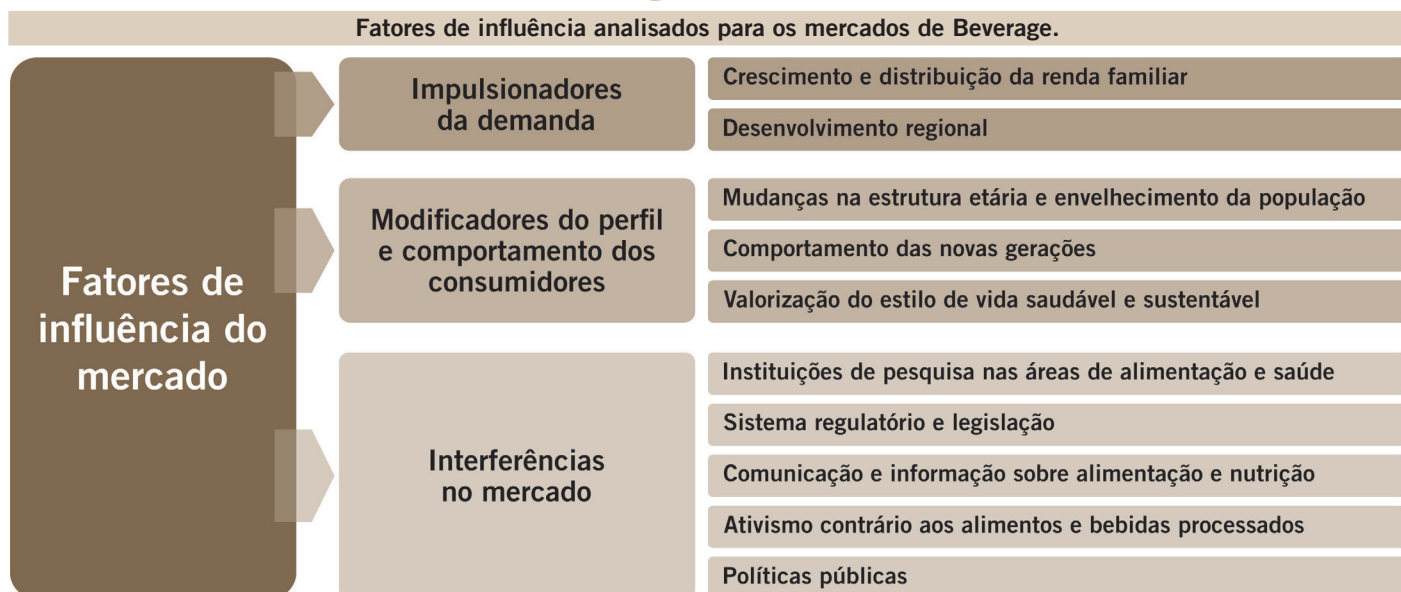 Fatores de influência analisados para os mercados de Beverage.
Fatores de
influência do
mercado
Impulsionadores
da demanda
Crescimento e distribuição da renda familiar
Desenvolvimento regional
Modificadores do perfil
e comportamento dos
consumidores
Mudanças na estrutura etária e envelhecimento da população
Comportamento das novas gerações
Valorização do estilo de vida saudável e sustentável
Interferências
no mercado
Instituições de pesquisa nas áreas de alimentação e saúde
Sistema regulatório e legislação
Comunicação e informação sobre alimentação e nutrição
Ativismo contrário aos alimentos e bebidas processados
Políticas públicas